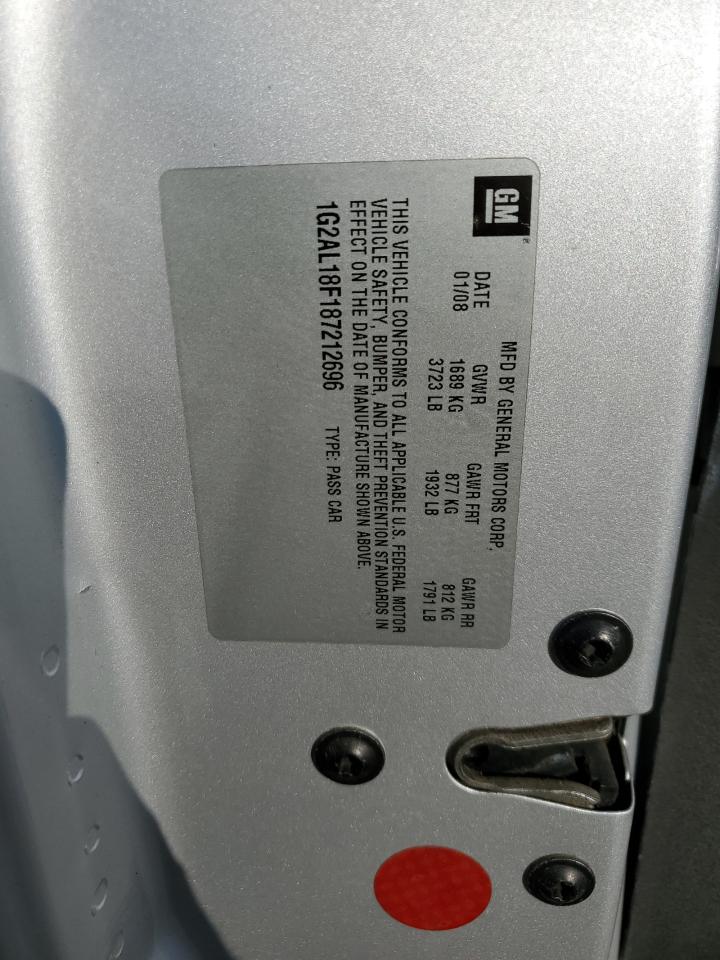 GM
MFD BY GENERAL MOTORS CORP.
DATE GVWR GAWR FRT GAWR RR
01/08 1689 KG 877 KG 812 KG
3723 LB 1932 LB 1791 LB
THIS VEHICLE CONFORMS TO ALL APPLICABLE U.S. FEDERAL MOTOR
VEHICLE SAFETY, BUMPER, AND THEFT PREVENTION STANDARDS IN
EFFECT ON THE DATE OF MANUFACTURE SHOWN ABOVE.
1G2AL18F187212696 TYPE: PASS CAR